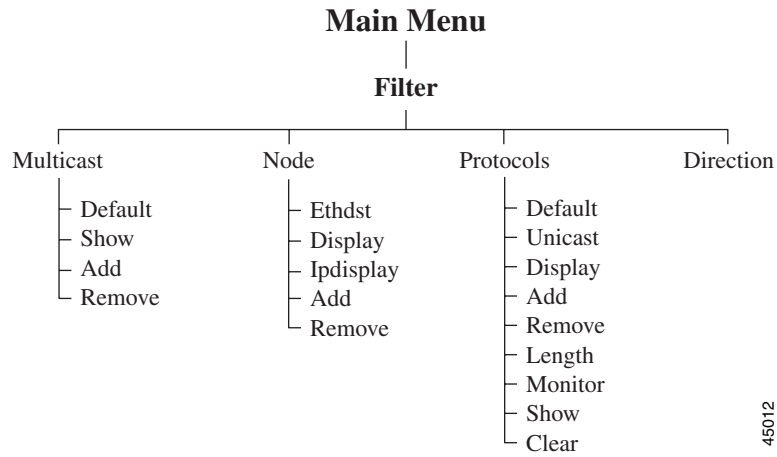 Main Menu
Filter
Multicast
Default
Show
Add
Remove
Node
Ethdst
Display
Ipdisplay
Add
Remove
Protocols
Default
Unicast
Display
Add
Remove
Length
Monitor
Show
Clear
Direction
45012